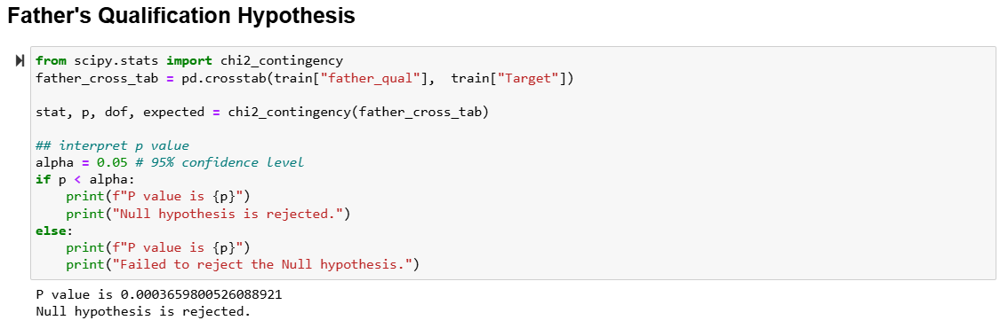 Father's Qualification Hypothesis
from scipy.stats import chi2_contingency
father_cross_tab = pd.crosstab(train["father_qual"],  train["Target"])
stat, p, dof, expected = chi2_contingency(father_cross_tab)
## interpret p value
alpha = 0.05 # 95% confidence level
if p < alpha:
    print(f"P value is {p}")
    print("Null hypothesis is rejected.")
else:
    print(f"P value is {p}")
    print("Failed to reject the Null hypothesis.")
P value is 0.0003659800526088921
Null hypothesis is rejected.